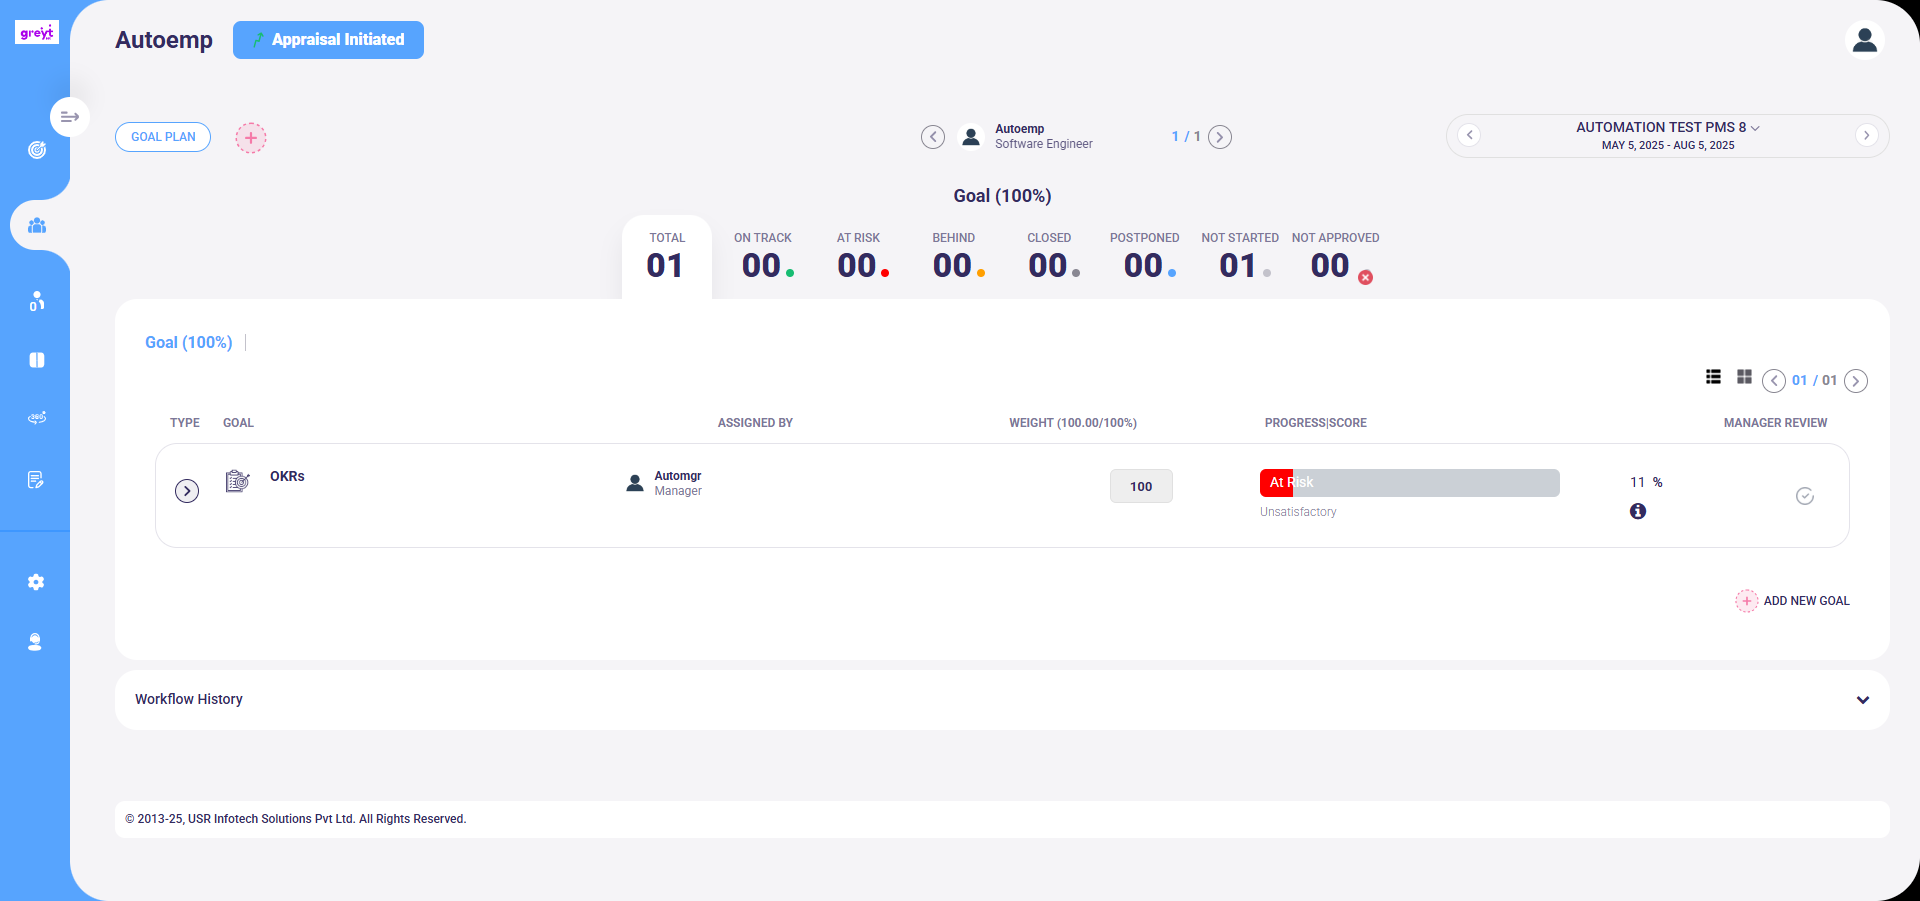 greyt
Autoemp
Appraisal Initiated
GOAL PLAN
Autoemp
Software Engineer
1 / 1
AUTOMATION TEST PMS 8
MAY 5, 2025 - AUG 5, 2025
Goal (100%)
TOTAL
01
ON TRACK
00
AT RISK
00
BEHIND
00
CLOSED
00
POSTPONED
00
NOT STARTED
01
NOT APPROVED
00
Goal (100%)
01 / 01
TYPE
GOAL
ASSIGNED BY
WEIGHT (100.00/100%)
PROGRESS|SCORE
MANAGER REVIEW
OKRs
Automgr
Manager
100
At Risk
Unsatisfactory
11 %
ADD NEW GOAL
Workflow History
© 2013-25, USR Infotech Solutions Pvt Ltd. All Rights Reserved.
360°